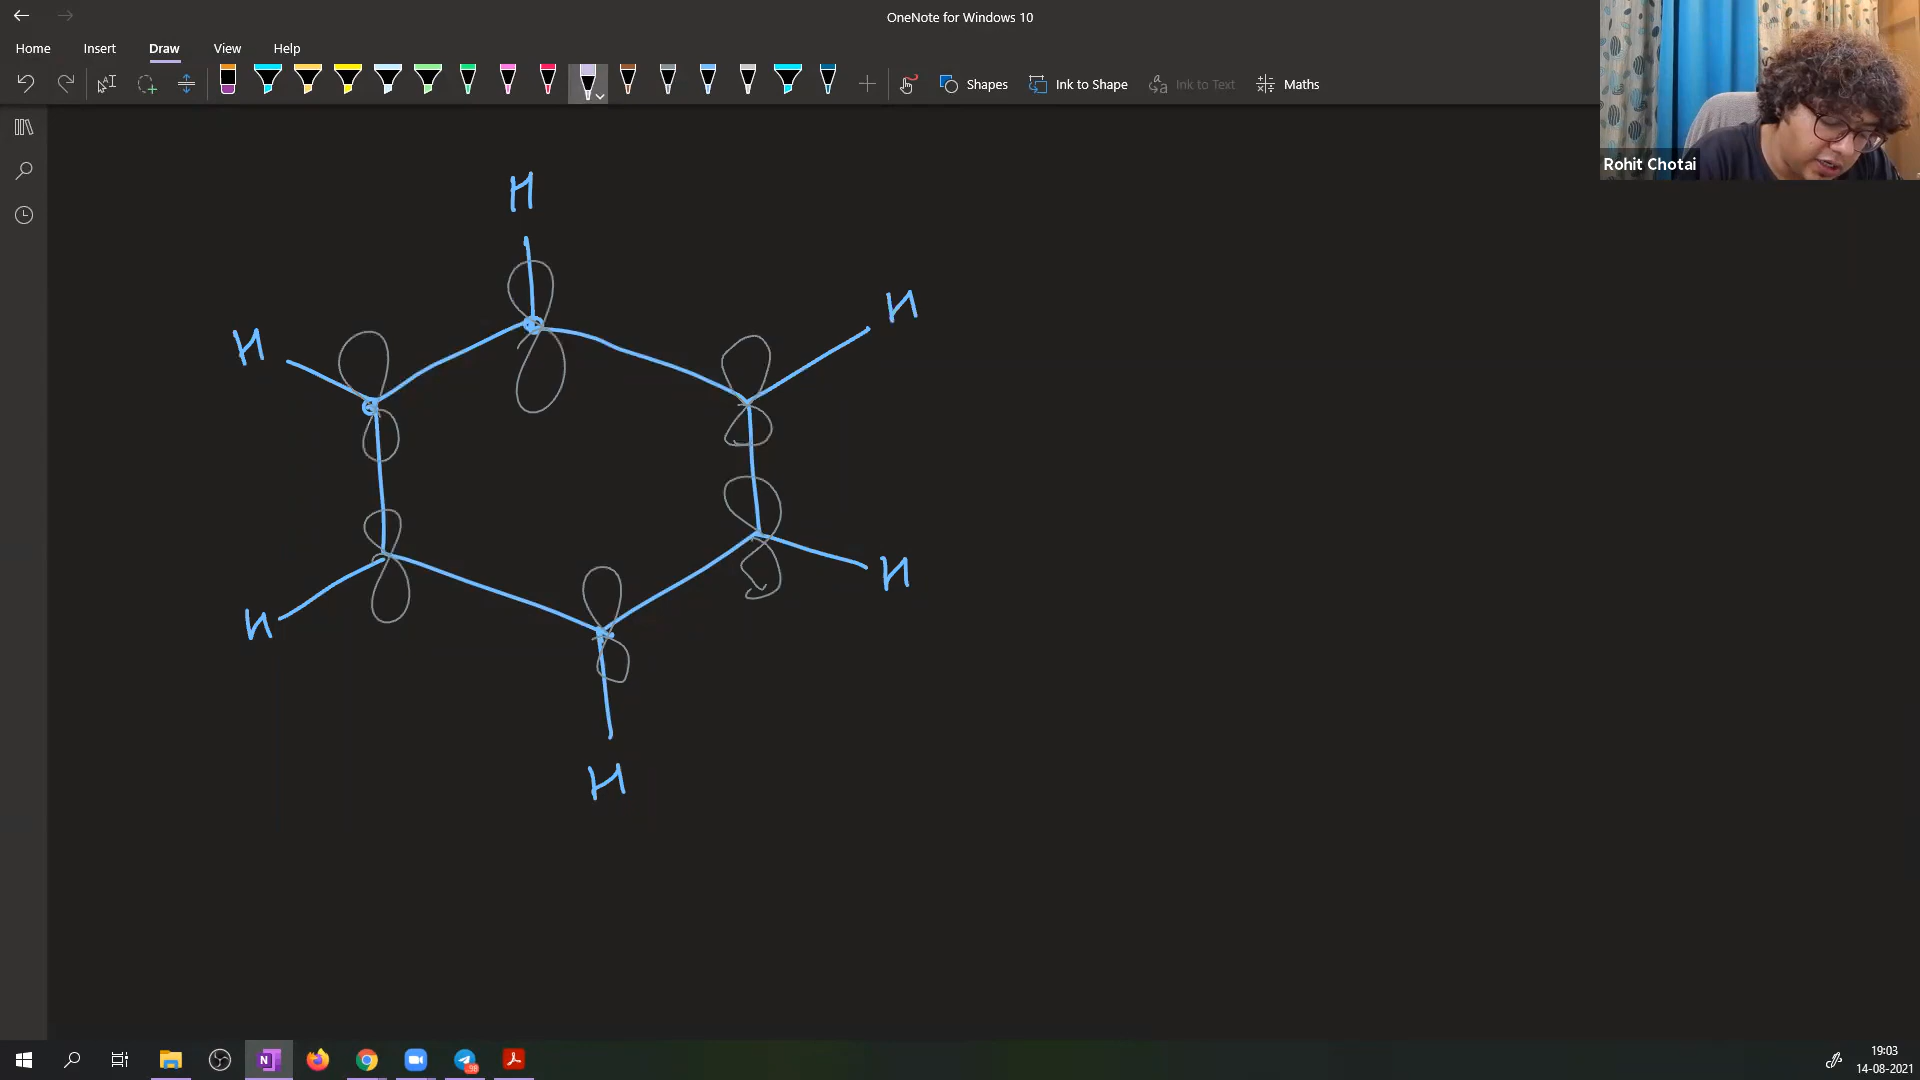 OneNote for Windows 10
Home Insert Draw View Help
Shapes Ink to Shape Ink to Text Maths
Rohit Chotai
H
H
H
H
H
H
98
19:03
14-08-2021